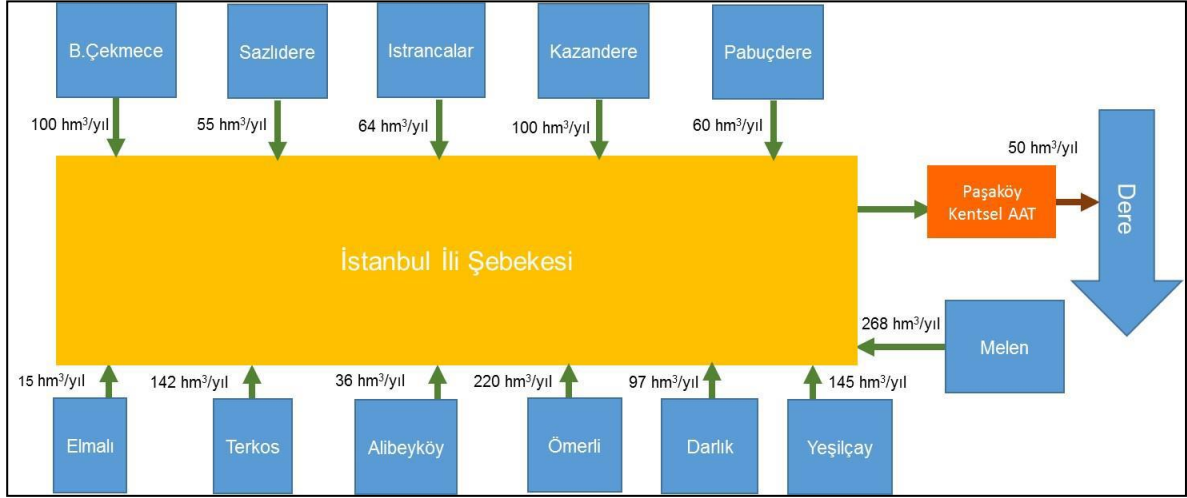 B.Çekmece
Sazlıdere
Istrancalar
Kazandere
Pabuçdere
100 hm³/yıl
55 hm³/yıl
64 hm³/yıl
100 hm³/yıl
60 hm³/yıl
50 hm³/yıl
Paşaköy
Kentsel AAT
Dere
İstanbul İli Şebekesi
268 hm³/yıl
Melen
15 hm³/yıl
142 hm³/yıl
36 hm³/yıl
220 hm³/yıl
97 hm³/yıl
145 hm³/yıl
Elmalı
Terkos
Alibeyköy
Ömerli
Darlık
Yeşilçay